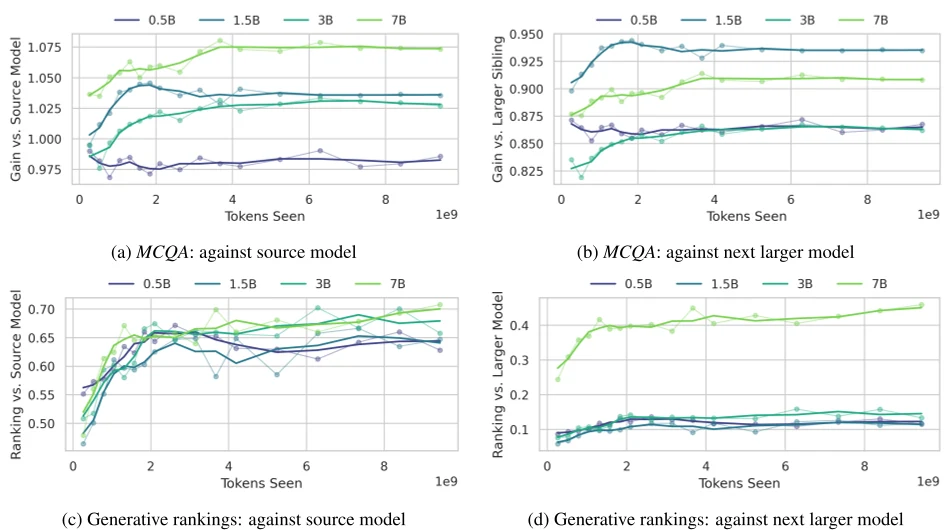 0.5B 1.5B 3B 7B
Gain vs. Source Model
1.075
1.050
1.025
1.000
0.975
0 2 4 6 8
1e9
Tokens Seen
(a) MCQA: against source model
0.5B 1.5B 3B 7B
Gain vs. Larger Sibling
0.950
0.925
0.900
0.875
0.850
0.825
0 2 4 6 8
1e9
Tokens Seen
(b) MCQA: against next larger model
0.5B 1.5B 3B 7B
Ranking vs. Source Model
0.70
0.65
0.60
0.55
0.50
0 2 4 6 8
1e9
Tokens Seen
(c) Generative rankings: against source model
0.5B 1.5B 3B 7B
Ranking vs. Larger Model
0.4
0.3
0.2
0.1
0 2 4 6 8
1e9
Tokens Seen
(d) Generative rankings: against next larger model